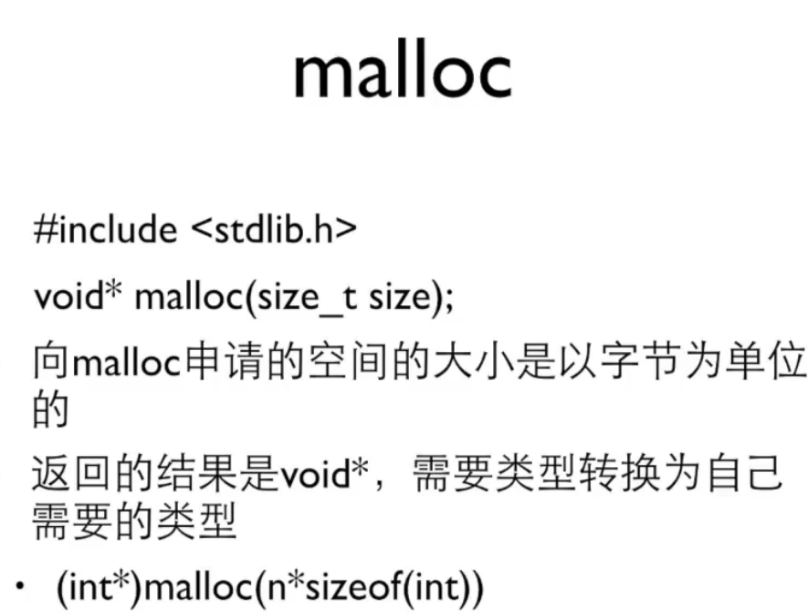 malloc
#include <stdlib.h>
void* malloc(size_t size);
向malloc申请的空间的大小是以字节为单位
的
返回的结果是void*，需要类型转换为自己
需要的类型
• (int*)malloc(n*sizeof(int))